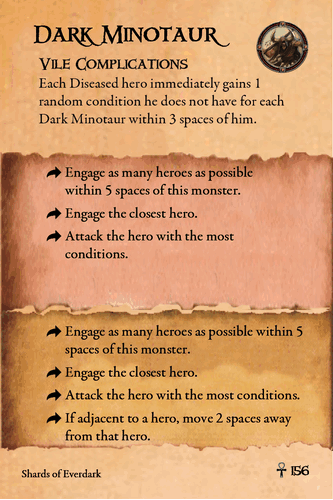 Dark Minotaur
Vile Complications
Each Diseased hero immediately gains 1
random condition he does not have for each
Dark Minotaur within 3 spaces of him.
Engage as many heroes as possible
within 5 spaces of this monster.
Engage the closest hero.
Attack the hero with the most
conditions.
Engage as many heroes as possible within 5
spaces of this monster.
Engage the closest hero.
Attack the hero with the most conditions.
If adjacent to a hero, move 2 spaces away
from that hero.
Shards of Everdark
156